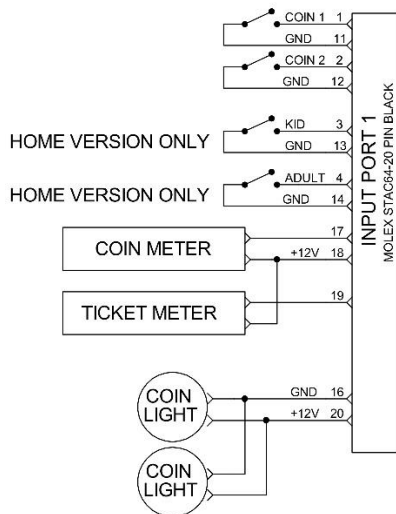 COIN 1 1
GND 11
COIN 2 2
GND 12
HOME VERSION ONLY
KID 3
GND 13
HOME VERSION ONLY
ADULT 4
GND 14
COIN METER
17
+12V 18
TICKET METER
19
COIN
LIGHT
GND 16
+12V 20
COIN
LIGHT
INPUT PORT 1
MOLEX STAC64-20 PIN BLACK